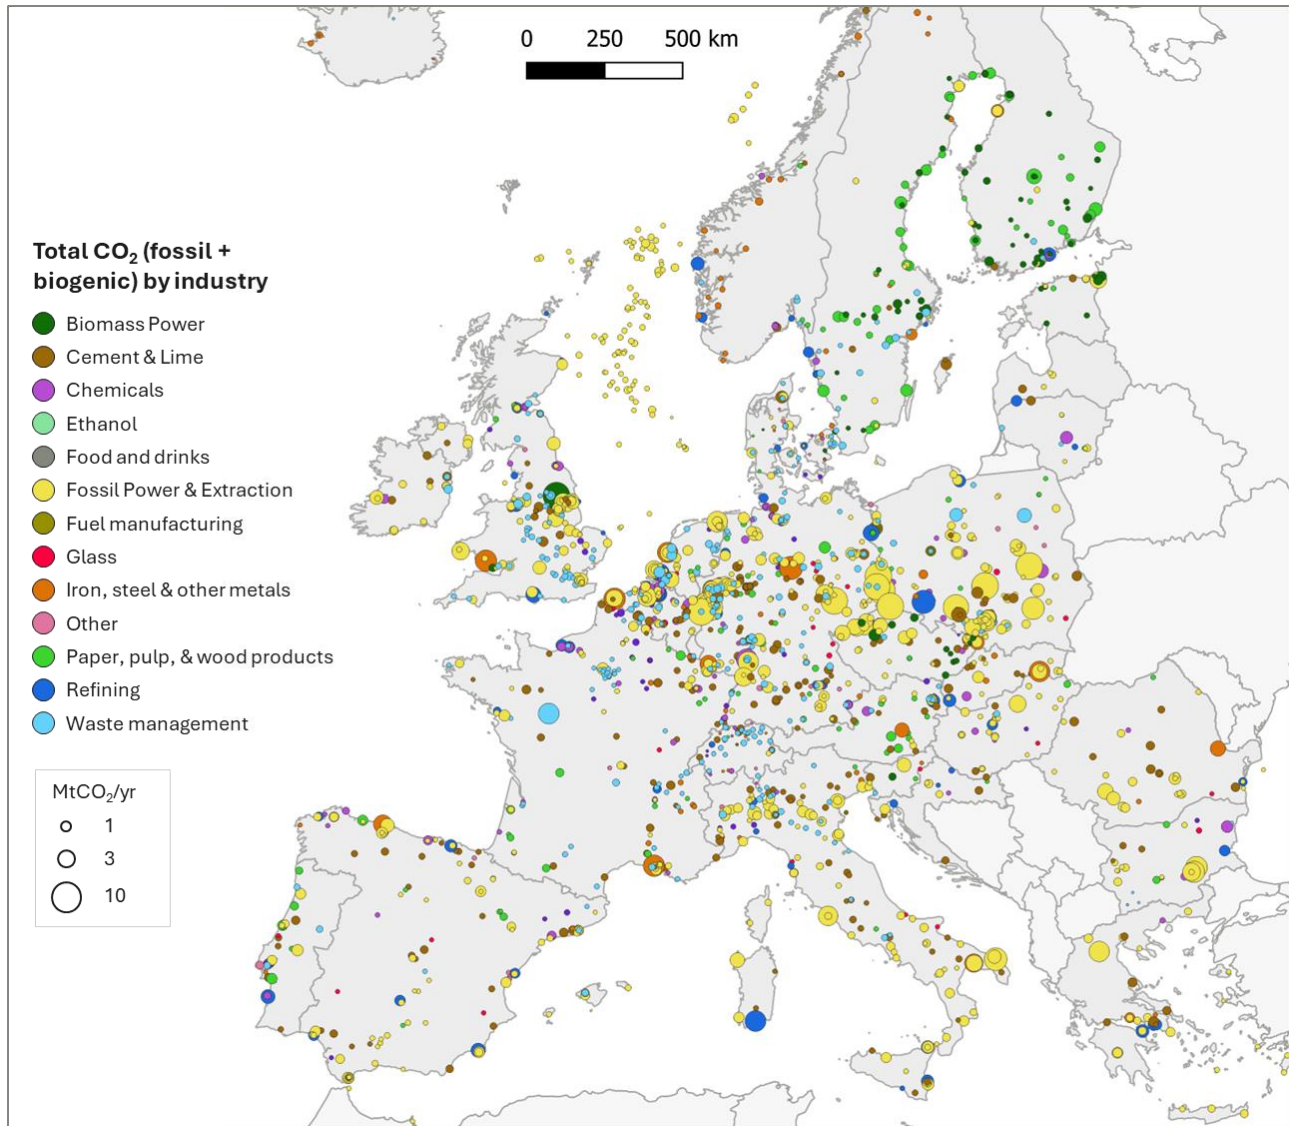 0 250 500 km
Total CO₂ (fossil +
biogenic) by industry
Biomass Power
Cement & Lime
Chemicals
Ethanol
Food and drinks
Fossil Power & Extraction
Fuel manufacturing
Glass
Iron, steel & other metals
Other
Paper, pulp, & wood products
Refining
Waste management
MtCO₂/yr
1
3
10